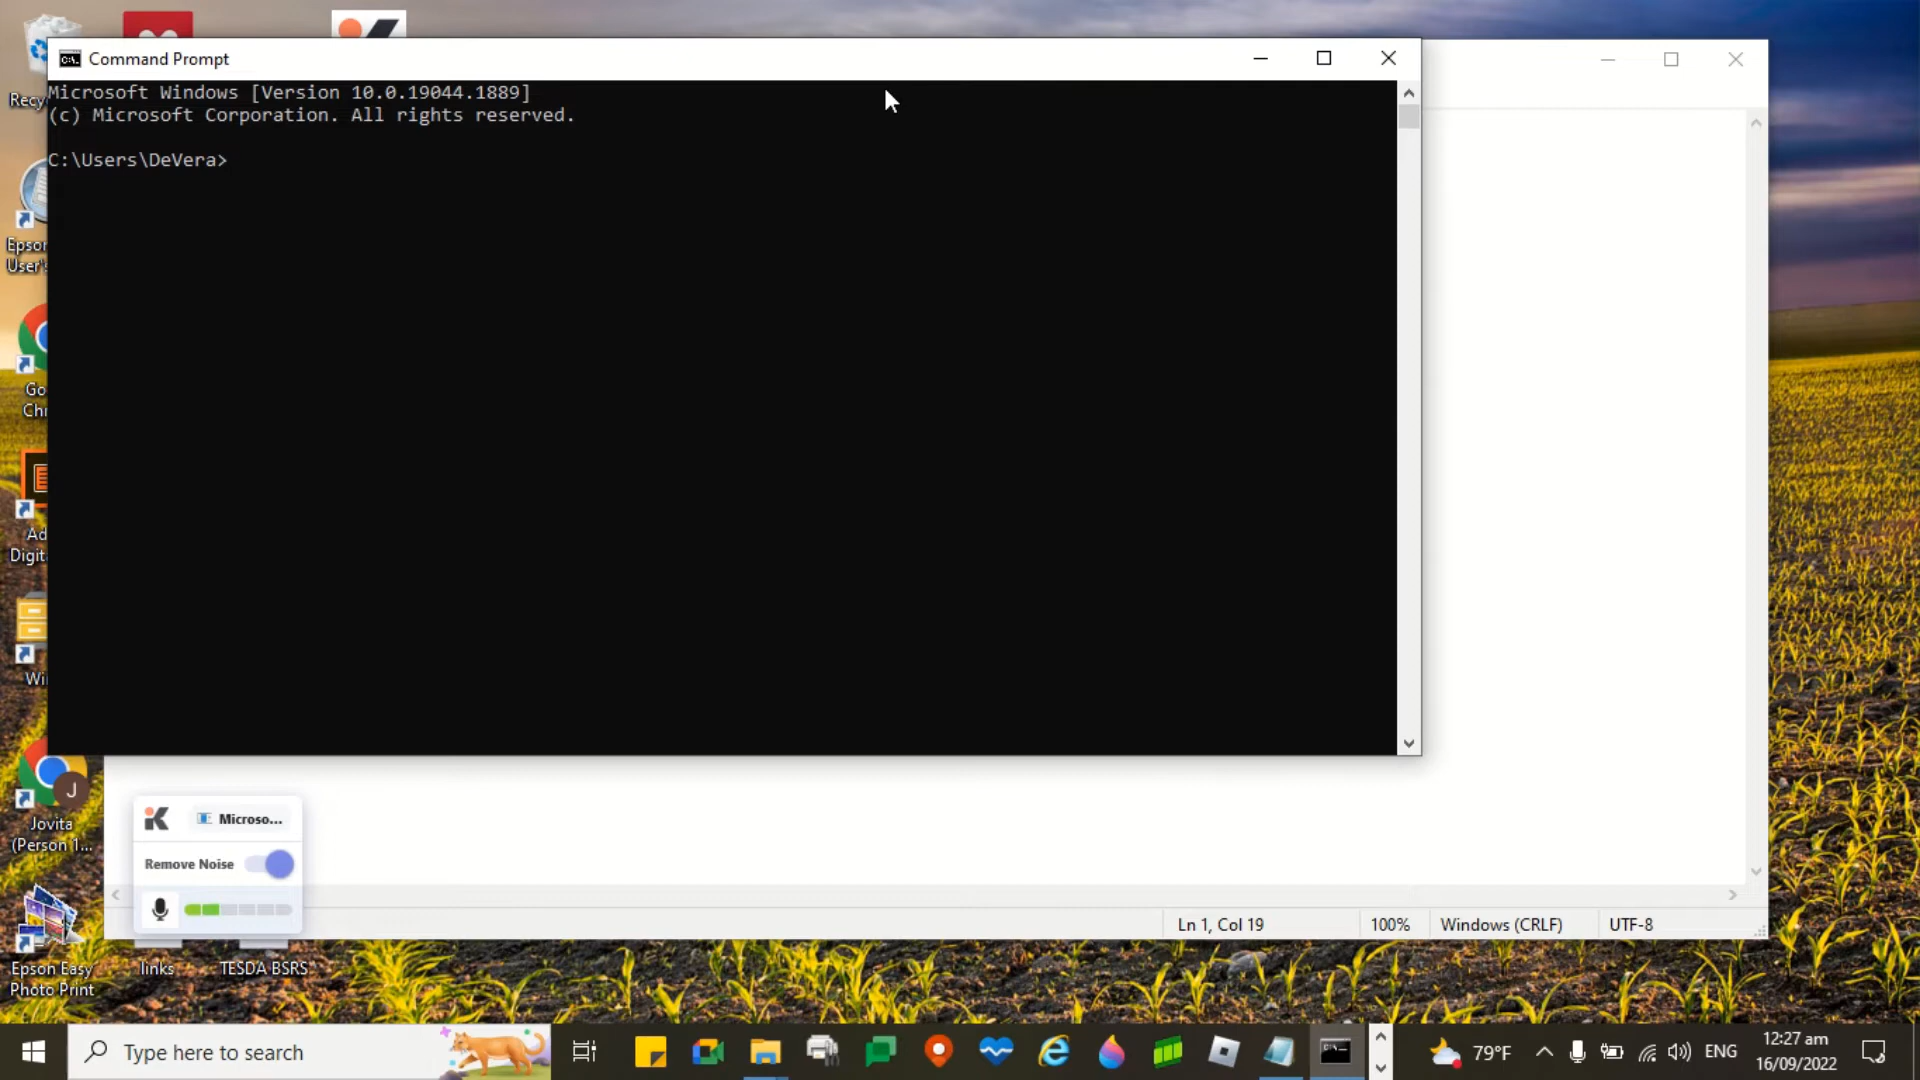 Command Prompt
Microsoft Windows [Version 10.0.19044.1889]
(c) Microsoft Corporation. All rights reserved.
C:\Users\DeVera>
Recy
Epson
User's
Go
Chr
Ad
Digit
Wi
J
Jovita
(Person 1...
Epson Easy
Photo Print
links
TESDA BSRS
Microso...
Remove Noise
Ln 1, Col 19
100%
Windows (CRLF)
UTF-8
Type here to search
79°F
ENG
12:27 am
16/09/2022